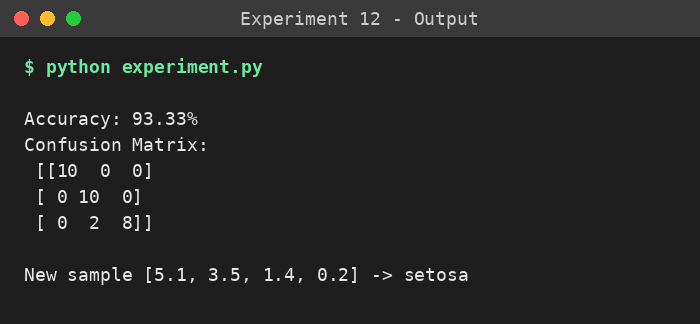 Experiment 12 - Output
$ python experiment.py
Accuracy: 93.33%
Confusion Matrix:
[[10  0  0]
[ 0 10  0]
[ 0  2  8]]
New sample [5.1, 3.5, 1.4, 0.2] -> setosa